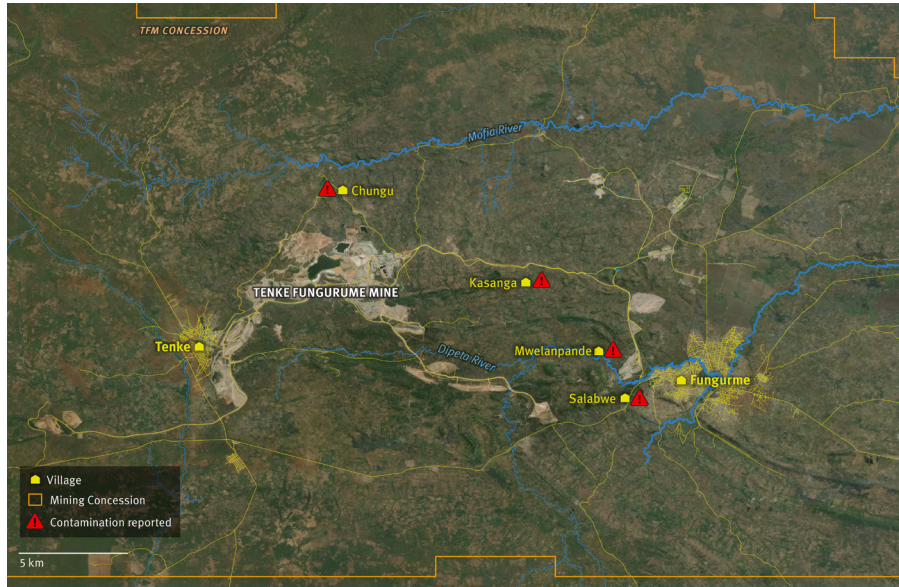 TFM CONCESSION
Mofia River
Chungu
TENKE FUNGURUME MINE
Kasanga
Tenke
Dipeta River
Mwelanpande
Fungurme
Salabwe
Village
Mining Concession
Contamination reported
5 km